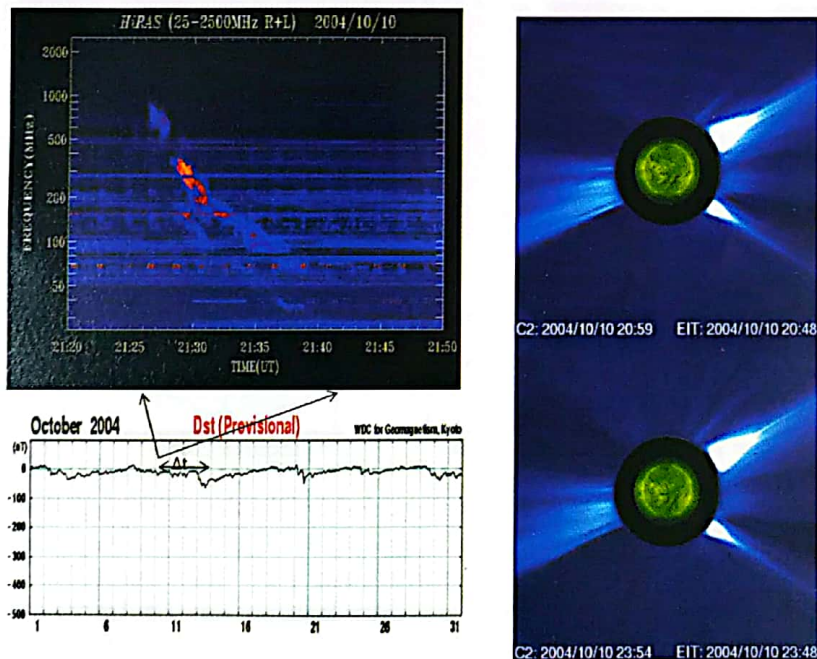 HiRAS (25-2500MHz R+L) 2004/10/10
2000
1000
500
200
100
50
FREQUENCY(MHz)
21:20 21:25 21:30 21:35 21:40 21:45 21:50
TIME(UT)
C2: 2004/10/10 20:59 EIT: 2004/10/10 20:48
October 2004 Dst (Provisional) WDC for Geomagnetism, Kyoto
(nT)
Δt
0
-100
-200
-300
-400
-500
1 6 11 16 21 26 31
C2: 2004/10/10 23:54 EIT: 2004/10/10 23:48